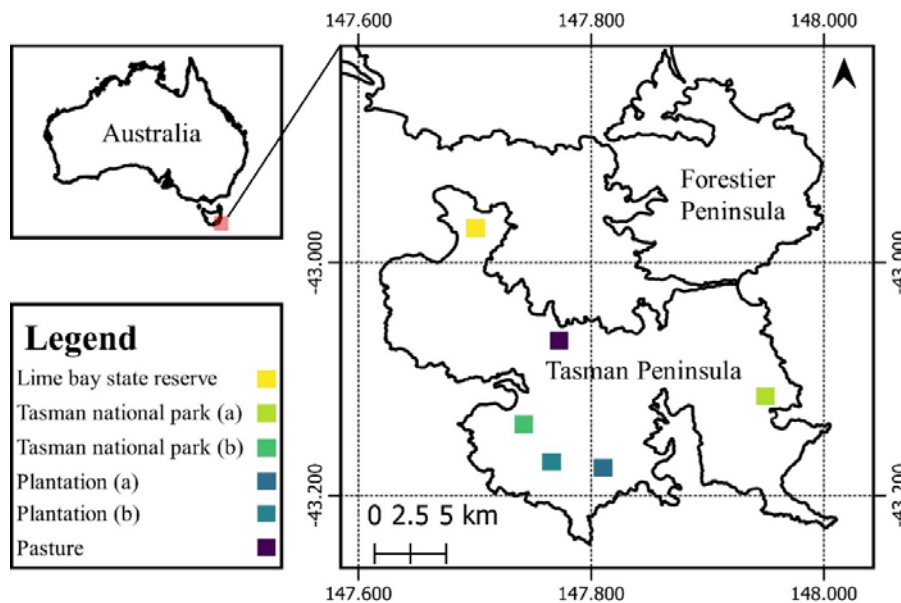 147.600 147.800 148.000
Australia
Forestier
Peninsula
-43.000 -43.000
Legend
Lime bay state reserve
Tasman national park (a)
Tasman national park (b)
Plantation (a)
Plantation (b)
Pasture
Tasman Peninsula
-43.200 -43.200
0 2.5 5 km
147.600 147.800 148.000